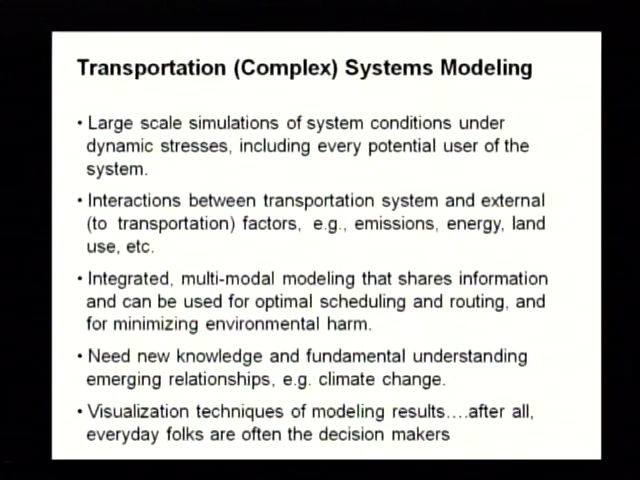 Transportation (Complex) Systems Modeling
• Large scale simulations of system conditions under
dynamic stresses, including every potential user of the
system.
• Interactions between transportation system and external
(to transportation) factors, e.g., emissions, energy, land
use, etc.
• Integrated, multi-modal modeling that shares information
and can be used for optimal scheduling and routing, and
for minimizing environmental harm.
• Need new knowledge and fundamental understanding
emerging relationships, e.g. climate change.
• Visualization techniques of modeling results….after all,
everyday folks are often the decision makers